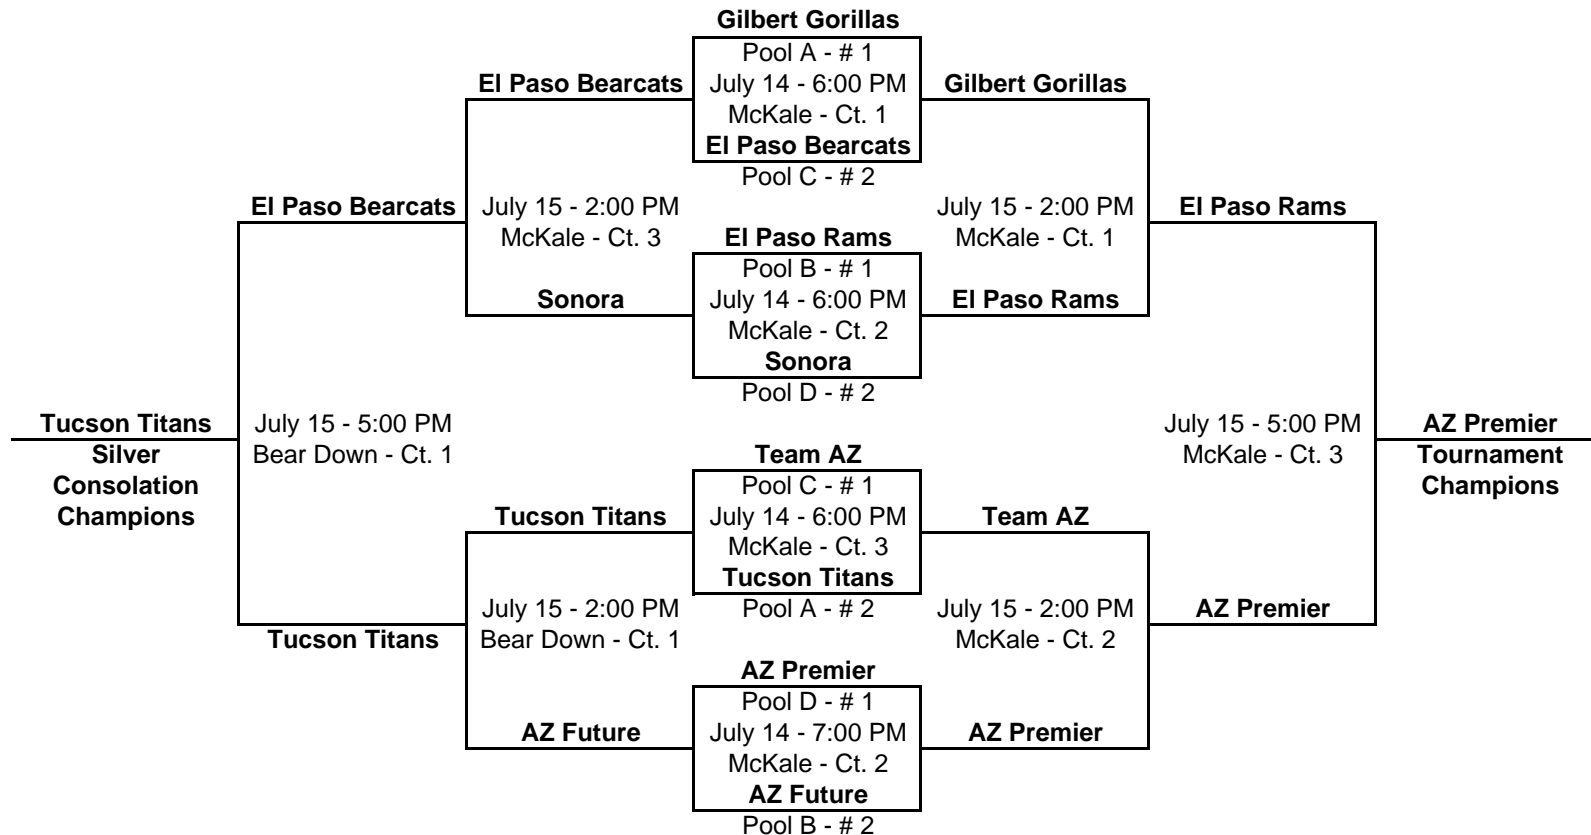 Gilbert Gorillas
Pool A - # 1
El Paso Bearcats July 14 - 6:00 PM Gilbert Gorillas
McKale - Ct. 1
El Paso Bearcats
Pool C - # 2
El Paso Bearcats July 15 - 2:00 PM July 15 - 2:00 PM El Paso Rams
McKale - Ct. 3 El Paso Rams McKale - Ct. 1
Pool B - # 1
Sonora July 14 - 6:00 PM El Paso Rams
McKale - Ct. 2
Sonora
Pool D - # 2
Tucson Titans July 15 - 5:00 PM July 15 - 5:00 PM AZ Premier
Silver Bear Down - Ct. 1 Team AZ McKale - Ct. 3 Tournament
Consolation Pool C - # 1 Champions
Champions Tucson Titans July 14 - 6:00 PM Team AZ
McKale - Ct. 3
Tucson Titans
July 15 - 2:00 PM Pool A - # 2 July 15 - 2:00 PM AZ Premier
Tucson Titans Bear Down - Ct. 1 McKale - Ct. 2
AZ Premier
Pool D - # 1
AZ Future July 14 - 7:00 PM AZ Premier
McKale - Ct. 2
AZ Future
Pool B - # 2